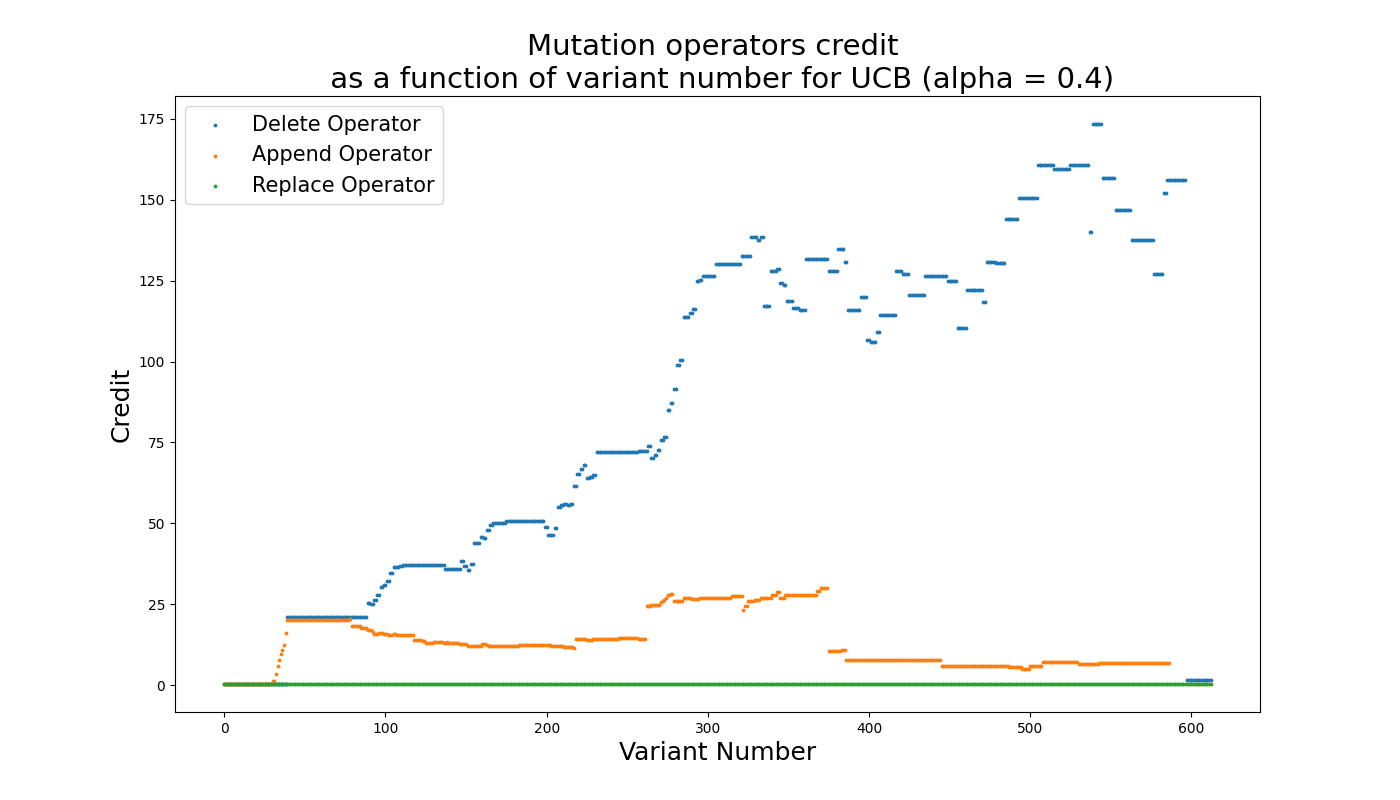 Mutation operators credit
as a function of variant number for UCB (alpha = 0.4)
Delete Operator
Append Operator
Replace Operator
175
150
125
100
75
50
25
0
Credit
0 100 200 300 400 500 600
Variant Number